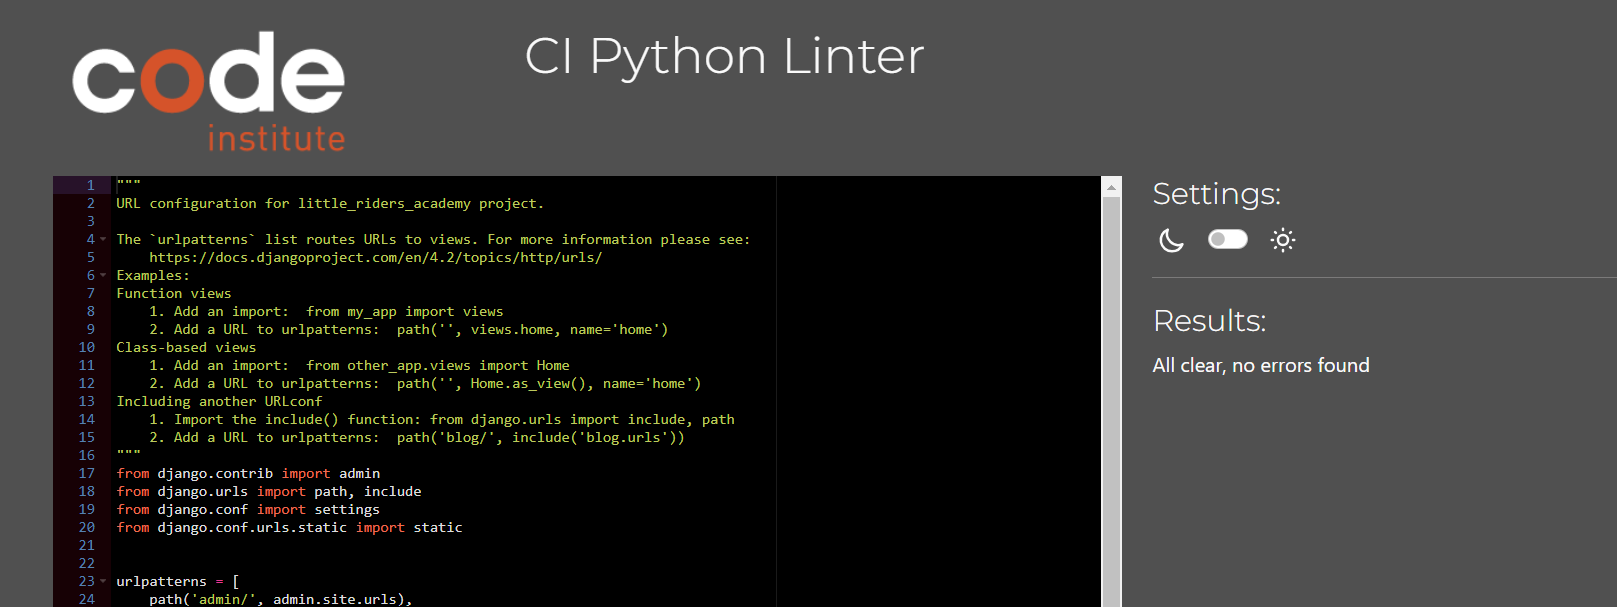 code
institute
CI Python Linter
1 """
2 URL configuration for little_riders_academy project.
3
4 The `urlpatterns` list routes URLs to views. For more information please see:
5     https://docs.djangoproject.com/en/4.2/topics/http/urls/
6 Examples:
7 Function views
8     1. Add an import:  from my_app import views
9     2. Add a URL to urlpatterns:  path('', views.home, name='home')
10 Class-based views
11     1. Add an import:  from other_app.views import Home
12     2. Add a URL to urlpatterns:  path('', Home.as_view(), name='home')
13 Including another URLconf
14     1. Import the include() function: from django.urls import include, path
15     2. Add a URL to urlpatterns:  path('blog/', include('blog.urls'))
16 """
17 from django.contrib import admin
18 from django.urls import path, include
19 from django.conf import settings
20 from django.conf.urls.static import static
21
22
23 urlpatterns = [
24     path('admin/', admin.site.urls),
Settings:
Results:
All clear, no errors found